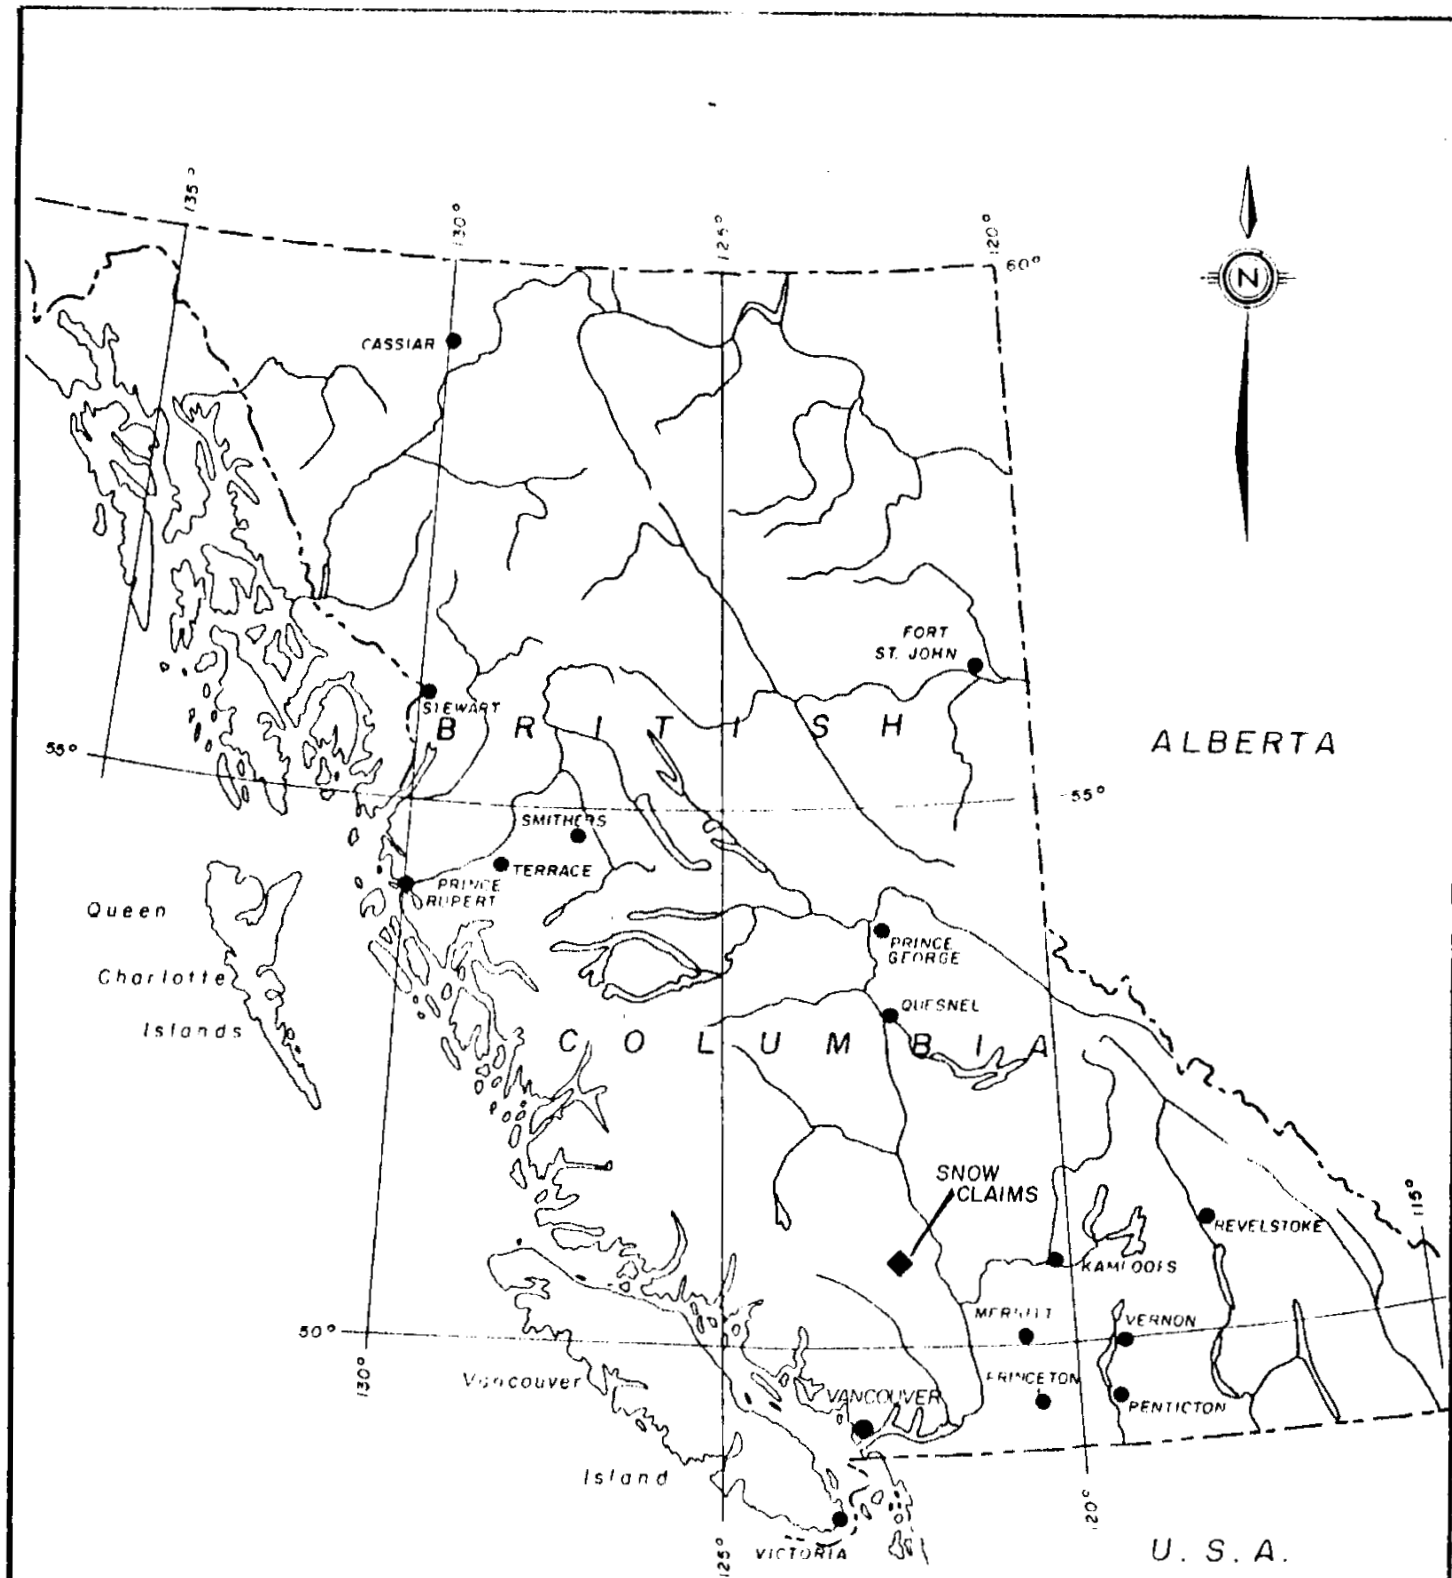 135°
130°
125°
120°
60°
N
CASSIAR
FORT
ST. JOHN
STEWART
BRITISH
ALBERTA
55°
55°
SMITHERS
TERRACE
PRINCE
RUPERT
Queen
Charlotte
Islands
PRINCE
GEORGE
QUESNEL
COLUMBIA
SNOW
CLAIMS
REVELSTOKE
115°
KAMLOOPS
MERRITT
VERNON
50°
130°
Vancouver
PRINCETON
VANCOUVER
PENTICTON
Island
120°
VICTORIA
125°
U. S. A.